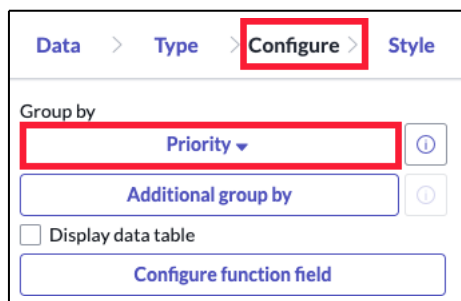 Data > Type > Configure > Style
Group by
Priority
Additional group by
Display data table
Configure function field